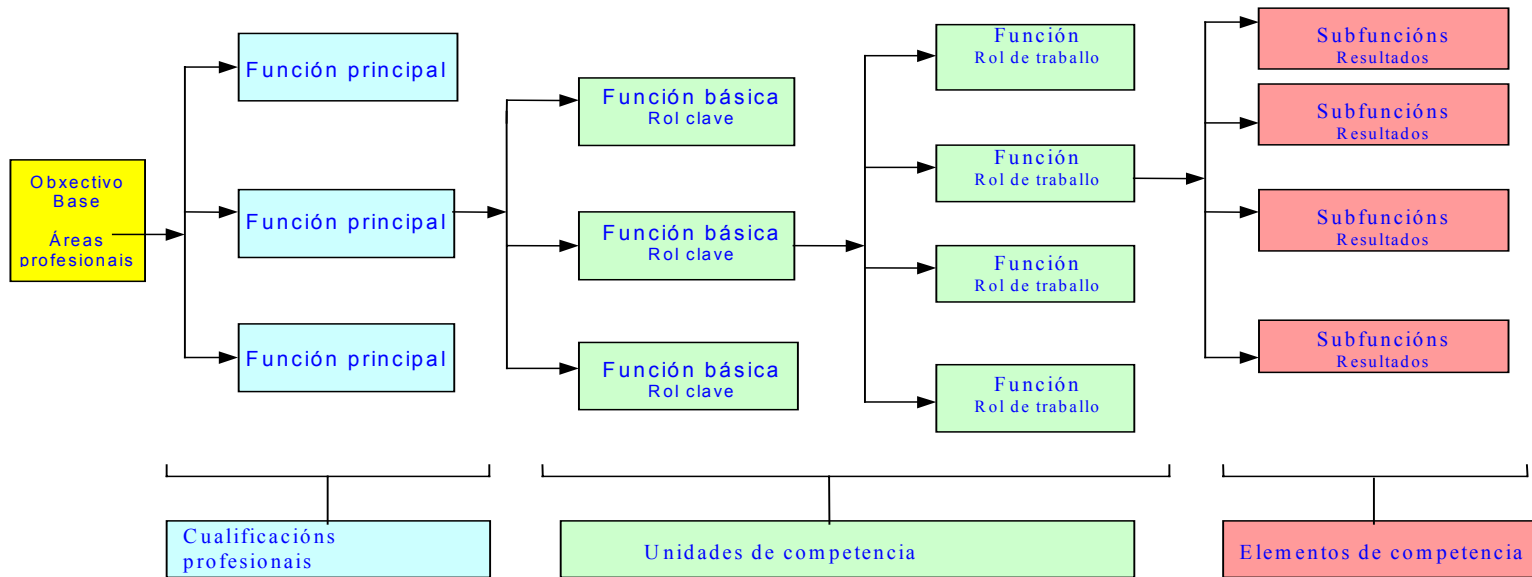 Obxectivo
Base
Áreas
profesionais
Función principal
Función principal
Función principal
Función básica
Rol clave
Función básica
Rol clave
Función básica
Rol clave
Función
Rol de traballo
Función
Rol de traballo
Función
Rol de traballo
Función
Rol de traballo
Subfuncións
Resultados
Subfuncións
Resultados
Subfuncións
Resultados
Subfuncións
Resultados
Cualificacións
profesionais
Unidades de competencia
Elementos de competencia